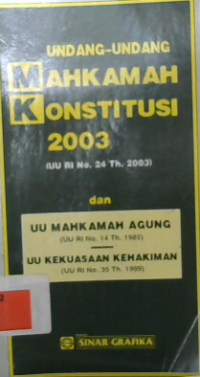 UNDANG-UNDANG
MAHKAMAH
KONSTITUSI
2003
(UU RI No. 24 Th. 2003)
dan
UU MAHKAMAH AGUNG
(UU RI No. 14 Th. 1985)
UU KEKUASAAN KEHAKIMAN
(UU RI No. 35 Th. 1999)
SINAR GRAFIKA